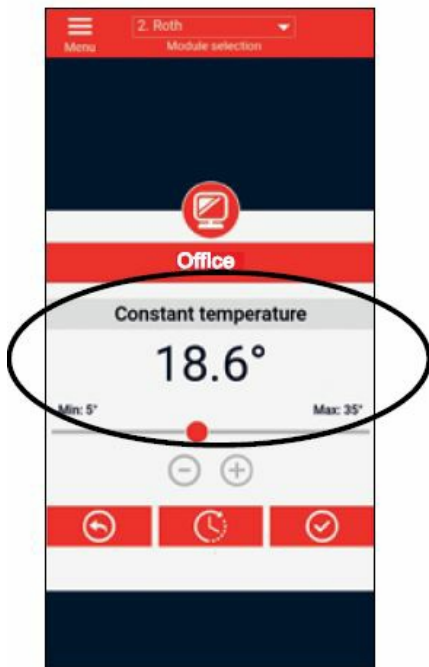 2. Roth
Menu
Module selection
Office
Constant temperature
18.6°
Min: 5°
Max: 35°